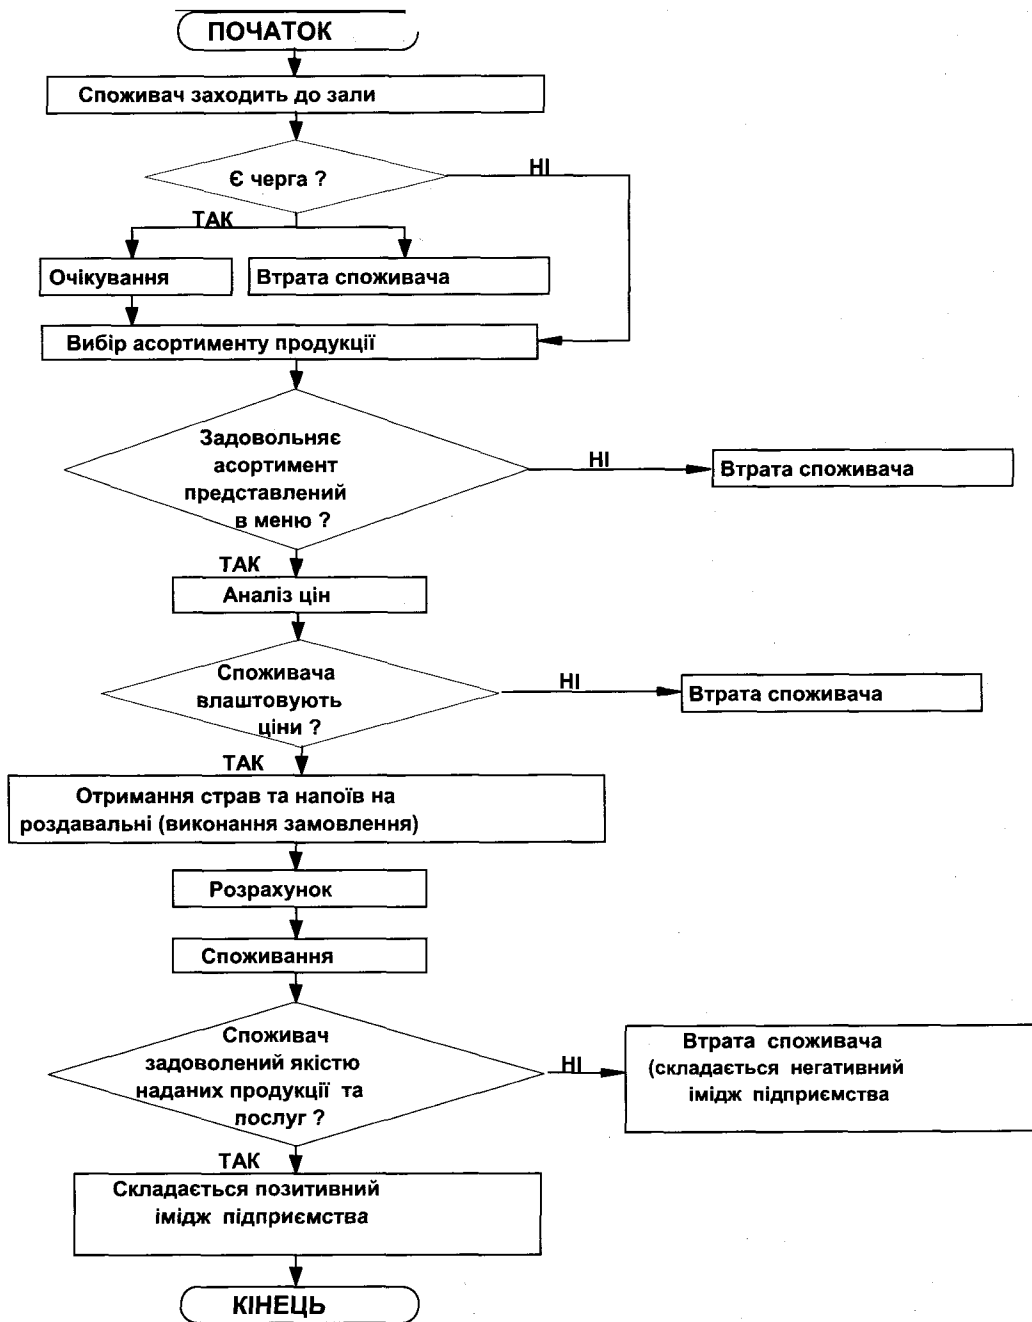 ПОЧАТОК
Споживач заходить до зали
Є черга ?
НІ
ТАК
Очікування
Втрата споживача
Вибір асортименту продукції
Задовольняє
асортимент
представлений
в меню ?
НІ
Втрата споживача
ТАК
Аналіз цін
Споживача
влаштовують
ціни ?
НІ
Втрата споживача
ТАК
Отримання страв та напоїв на
роздавальні (виконання замовлення)
Розрахунок
Споживання
Споживач
задоволений якістю
наданих продукції та
послуг ?
НІ
Втрата споживача
(складається негативний
імідж підприємства
ТАК
Складається позитивний
імідж підприємства
КІНЕЦЬ